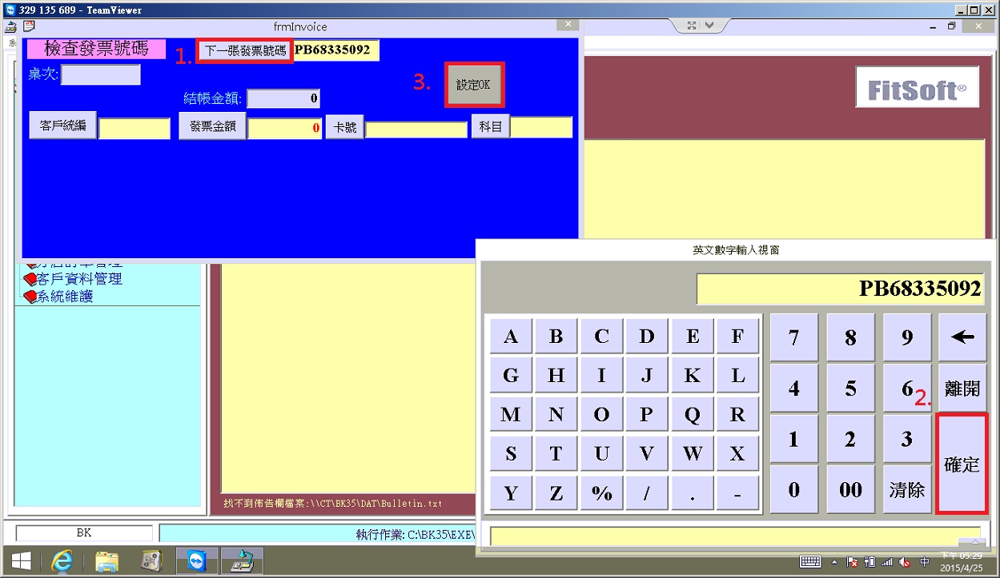 329 135 689 - TeamViewer
frmInvoice
檢查發票號碼
1.
下一張發票號碼
PB68335092
桌次:
3.
設定OK
結帳金額:
0
客戶統編
發票金額
0
卡號
科目
FitSoft®
客戶資料管理
系統維護
找不到佈告欄檔案:\\CT\BK35\DAT\Bulletin.txt
BK
執行作業: C:\BK35\EXE\
英文數字輸入視窗
PB68335092
A B C D E F 7 8 9 ←
G H I J K L 4 5 6 2. 離開
M N O P Q R 1 2 3 確定
S T U V W X
Y Z % / . - 0 00 清除
中
下午 05:29
2015/4/25